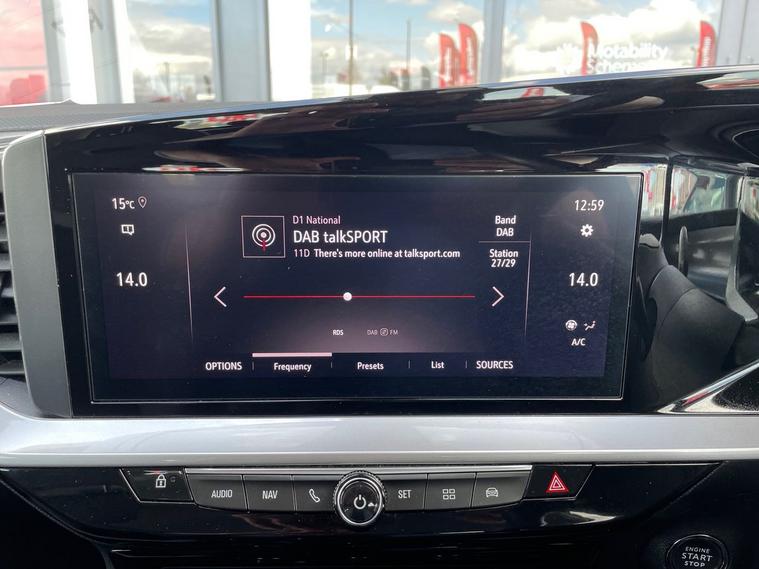 Motability
Scheme
15°C
12:59
D1 National
DAB talkSPORT
11D There's more online at talksport.com
Band
DAB
Station
27/29
14.0
14.0
RDS
DAB FM
A/C
OPTIONS
Frequency
Presets
List
SOURCES
AUDIO
NAV
SET
ENGINE
START
STOP